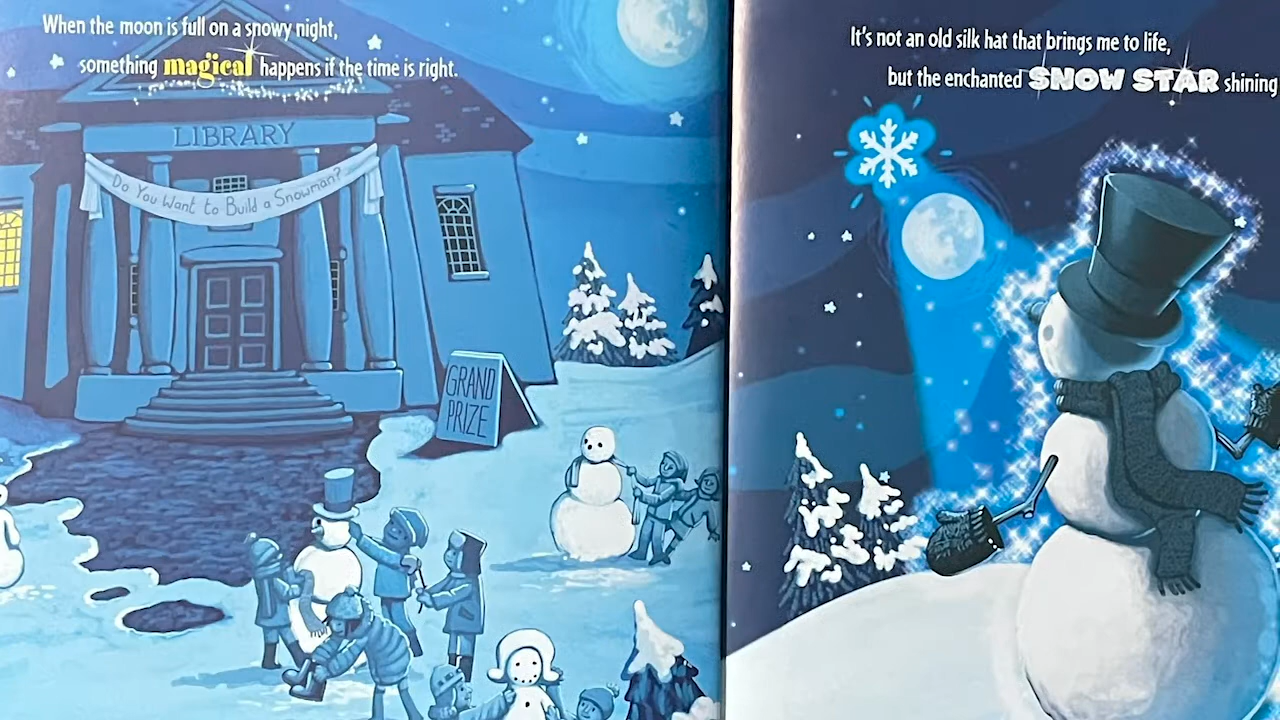 When the moon is full on a snowy night,
something magical happens if the time is right.
LIBRARY
Do You Want to Build a Snowman?
GRAND
PRIZE
It's not an old silk hat that brings me to life,
but the enchanted SNOW STAR shining